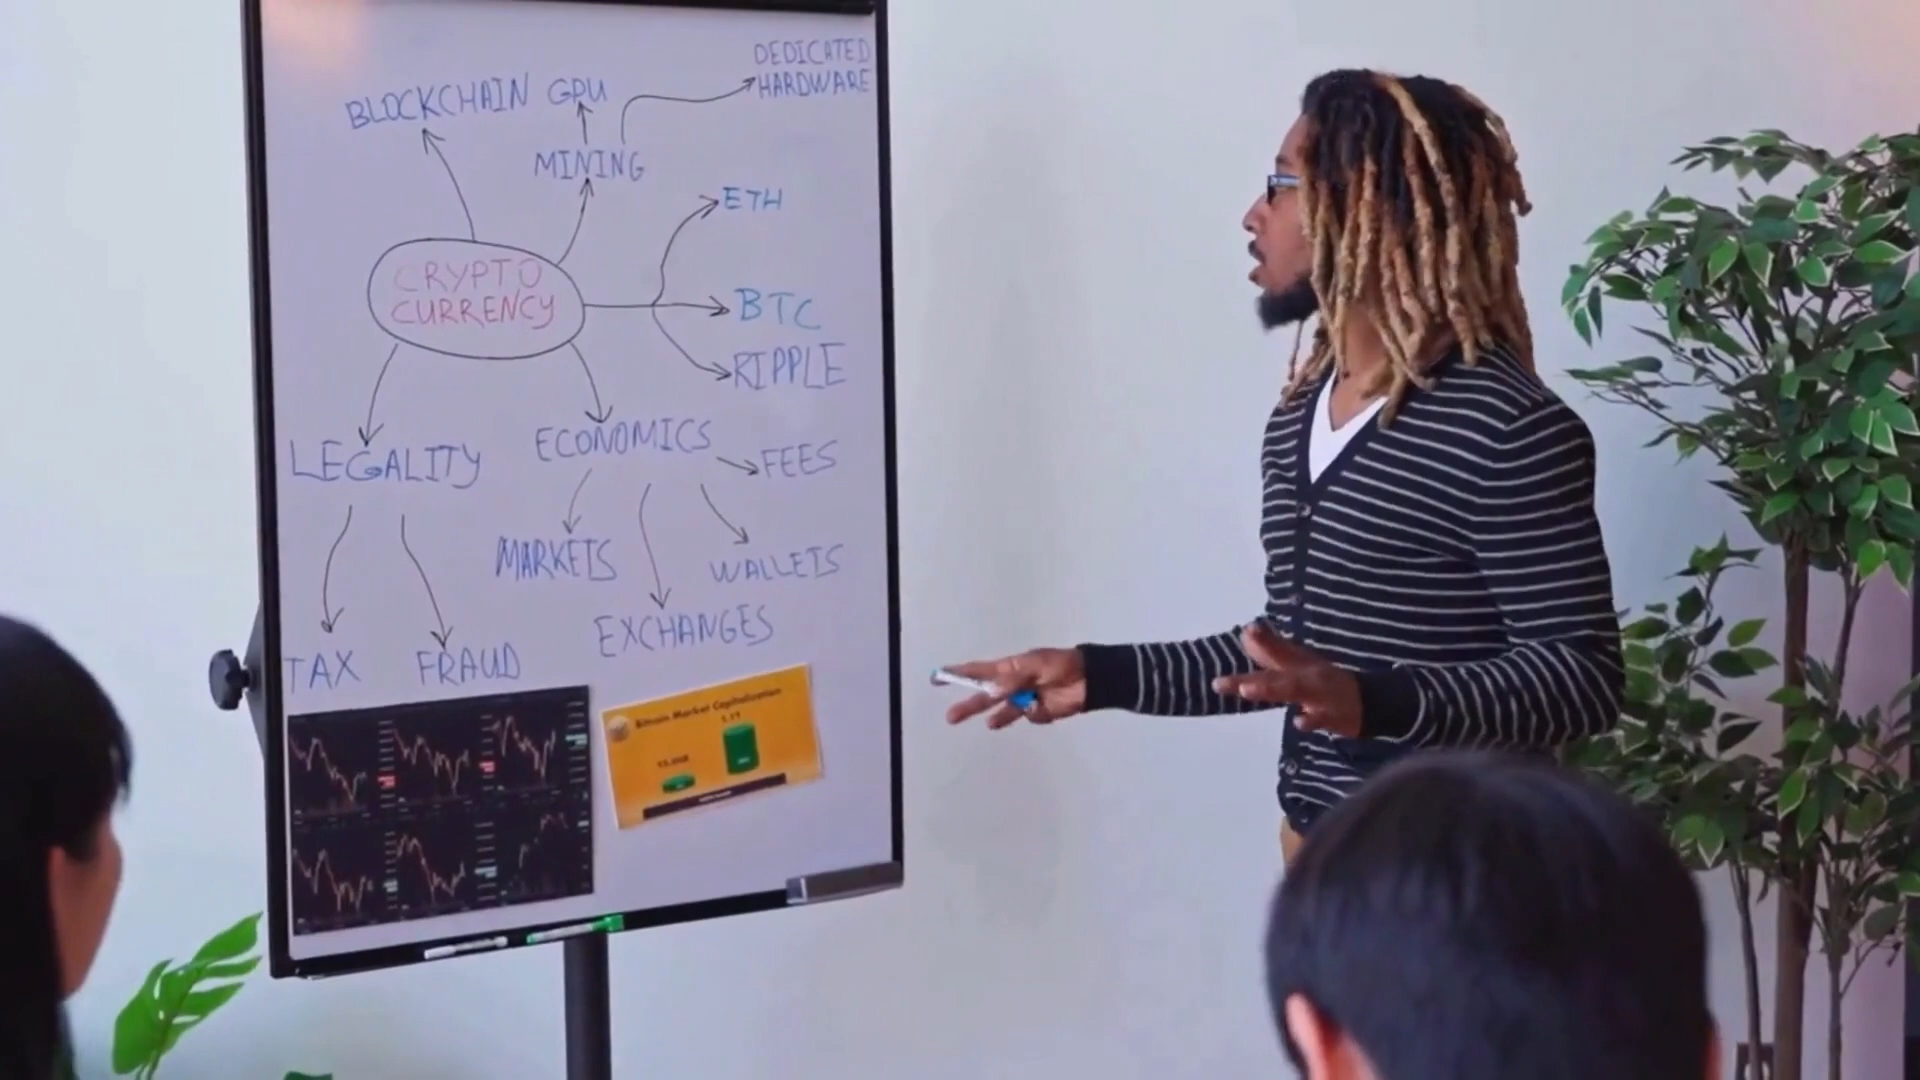 DEDICATED
HARDWARE
BLOCKCHAIN GPU
MINING
ETH
CRYPTO
CURRENCY
BTC
RIPPLE
LEGALITY
ECONOMICS
FEES
MARKETS
WALLETS
EXCHANGES
TAX
FRAUD
Bitcoin Market Capitalization